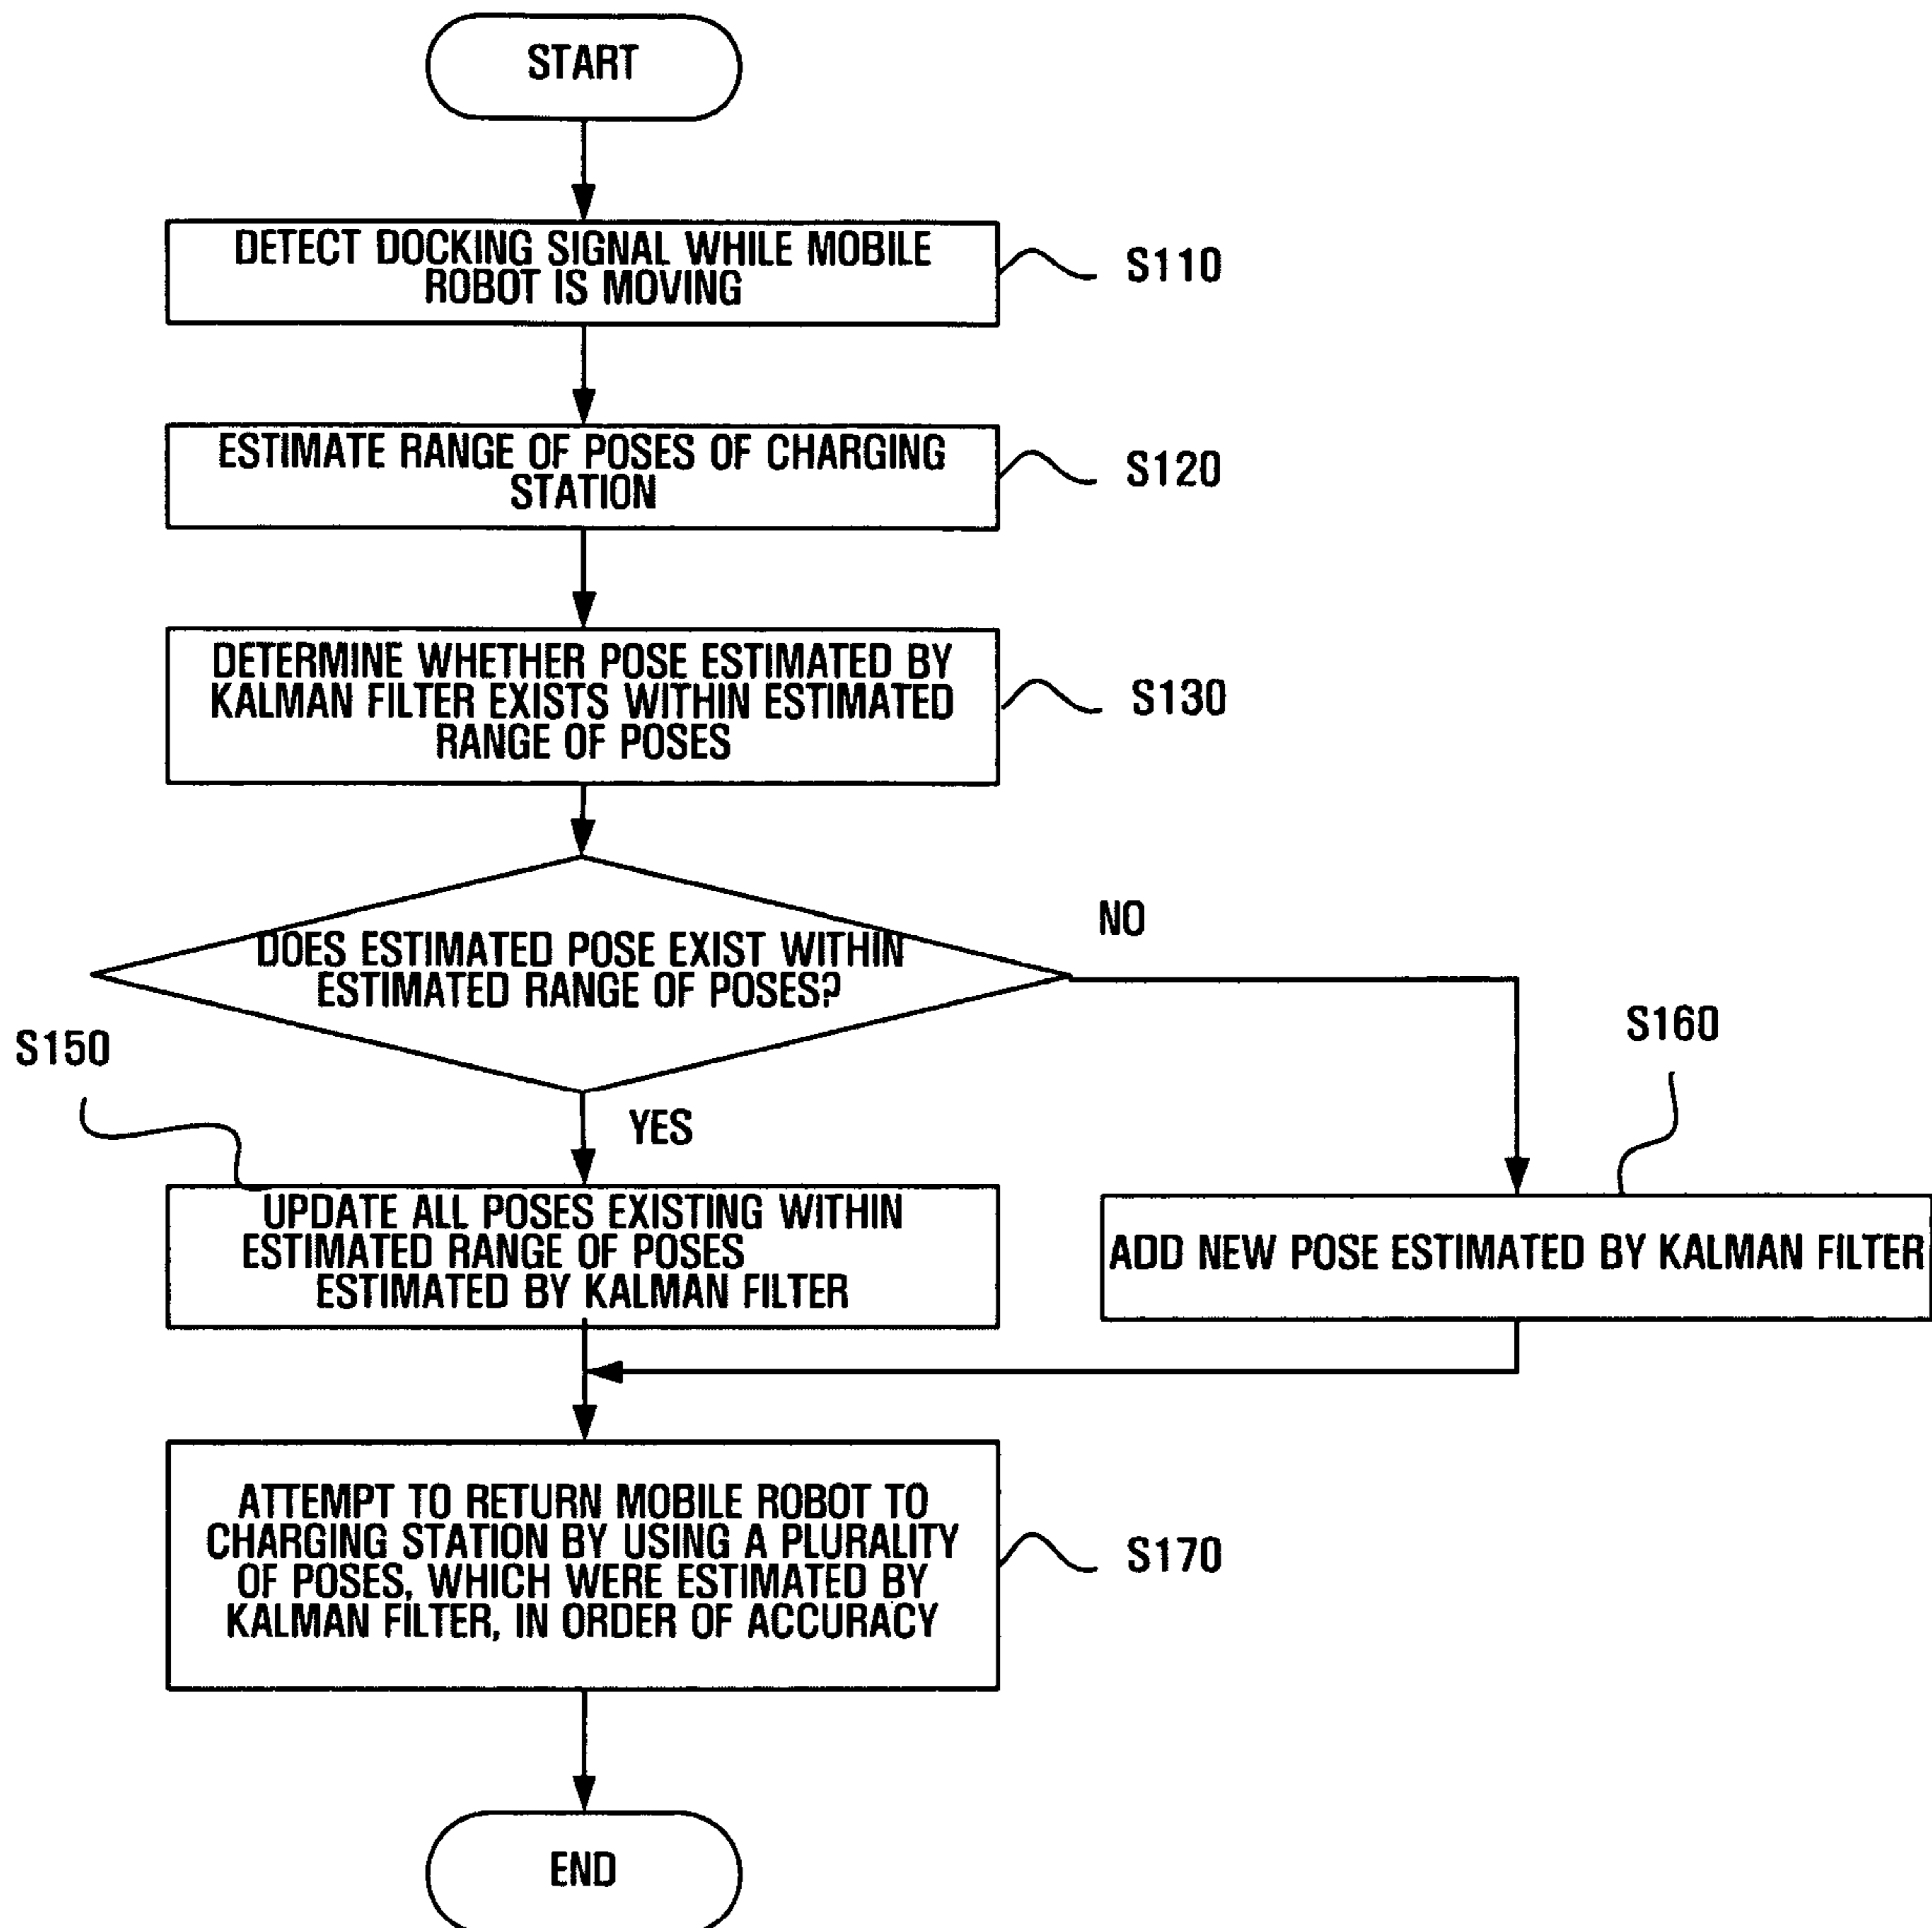 START
DETECT DOCKING SIGNAL WHILE MOBILE
ROBOT IS MOVING
S110
ESTIMATE RANGE OF POSES OF CHARGING
STATION
S120
DETERMINE WHETHER POSE ESTIMATED BY
KALMAN FILTER EXISTS WITHIN ESTIMATED
RANGE OF POSES
S130
DOES ESTIMATED POSE EXIST WITHIN
ESTIMATED RANGE OF POSES?
NO
YES
S150
UPDATE ALL POSES EXISTING WITHIN
ESTIMATED RANGE OF POSES
ESTIMATED BY KALMAN FILTER
S160
ADD NEW POSE ESTIMATED BY KALMAN FILTER
ATTEMPT TO RETURN MOBILE ROBOT TO
CHARGING STATION BY USING A PLURALITY
OF POSES, WHICH WERE ESTIMATED BY
KALMAN FILTER, IN ORDER OF ACCURACY
S170
END